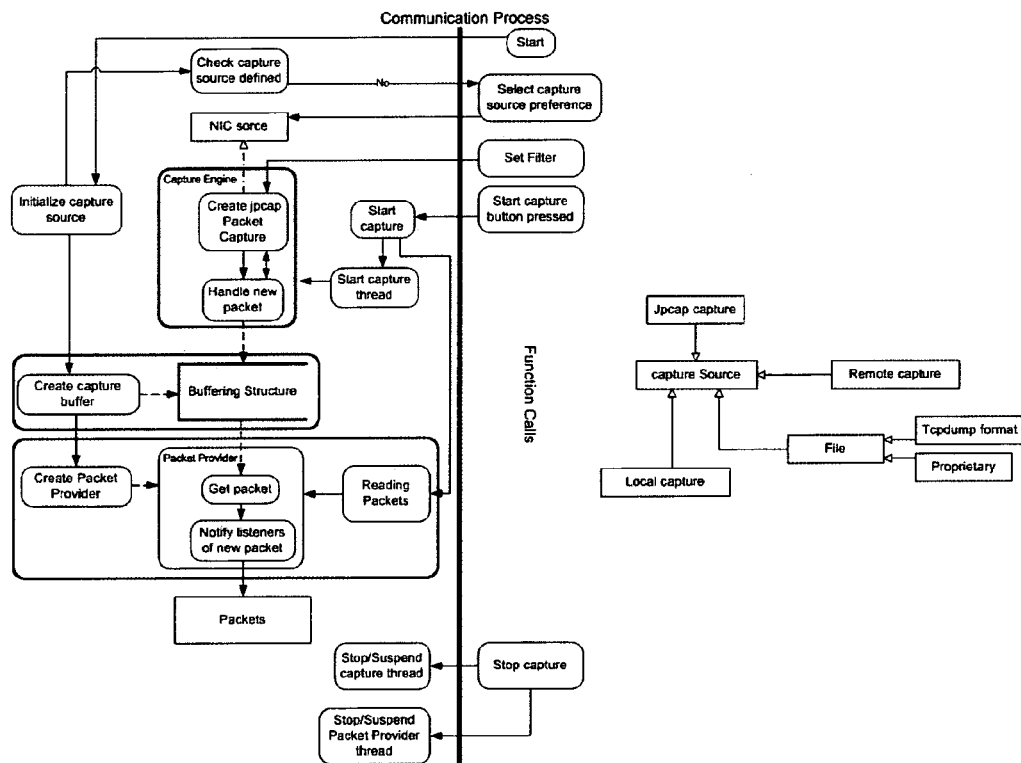 Communication Process
Start
Check capture
source defined
No
Select capture
source preference
NIC sorce
Set Filter
Capture Engine
Initialize capture
source
Create jpcap
Packet
Capture
Start
capture
Start capture
button pressed
Handle new
packet
Start capture
thread
Jpcap capture
Function Calls
capture Source
Remote capture
Create capture
buffer
Buffering Structure
Tcpdump format
File
Proprietary
Local capture
Packet Provider
Create Packet
Provider
Get packet
Reading
Packets
Notify listeners
of new packet
Packets
Stop/Suspend
capture thread
Stop capture
Stop/Suspend
Packet Provider
thread